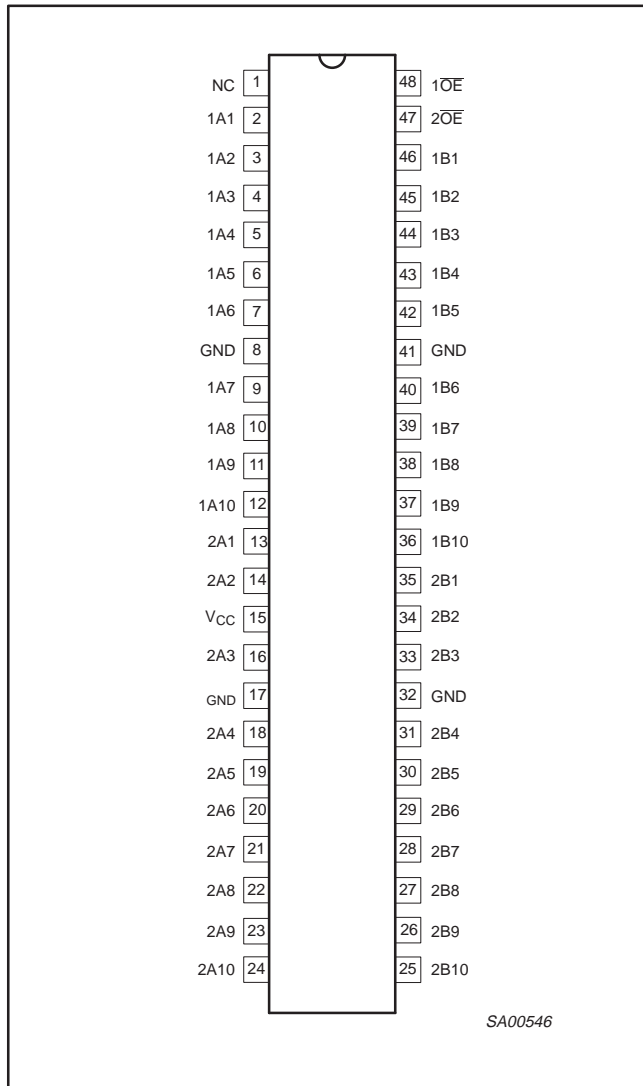 NC 1 48 1O̅E̅
1A1 2 47 2O̅E̅
1A2 3 46 1B1
1A3 4 45 1B2
1A4 5 44 1B3
1A5 6 43 1B4
1A6 7 42 1B5
GND 8 41 GND
1A7 9 40 1B6
1A8 10 39 1B7
1A9 11 38 1B8
1A10 12 37 1B9
2A1 13 36 1B10
2A2 14 35 2B1
VCC 15 34 2B2
2A3 16 33 2B3
GND 17 32 GND
2A4 18 31 2B4
2A5 19 30 2B5
2A6 20 29 2B6
2A7 21 28 2B7
2A8 22 27 2B8
2A9 23 26 2B9
2A10 24 25 2B10
SA00546